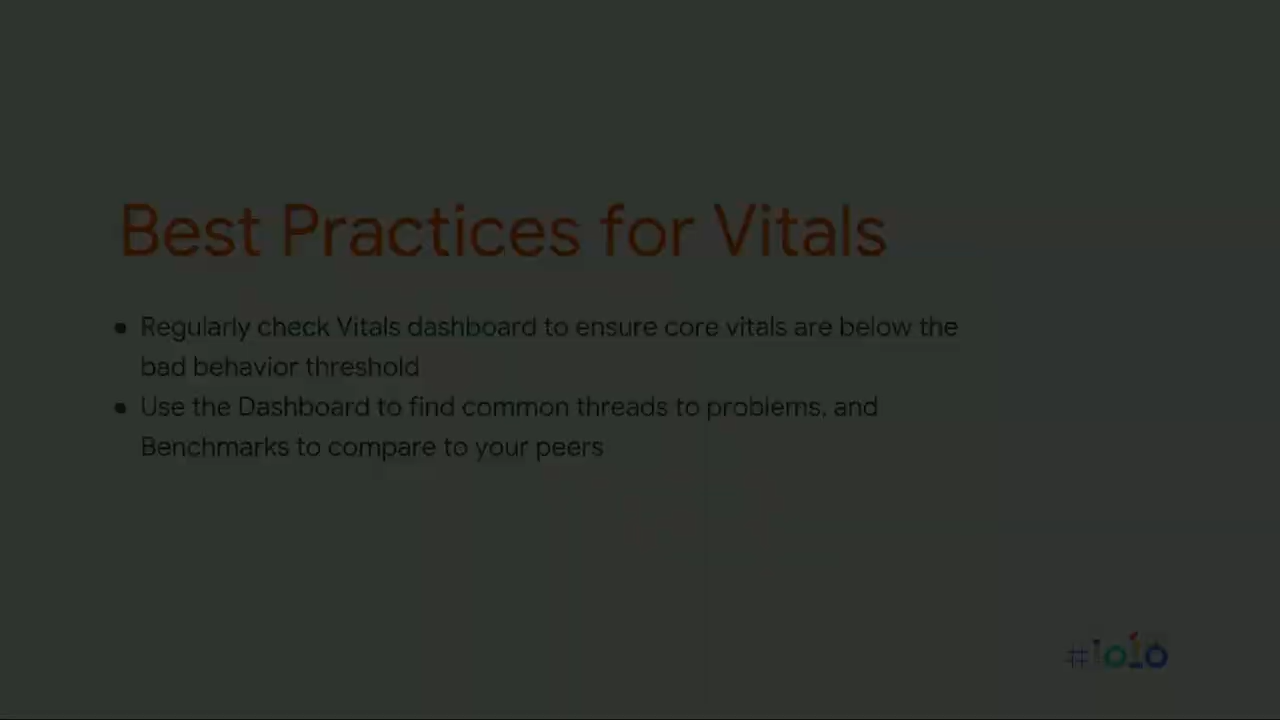 Best Practices for Vitals
● Regularly check Vitals dashboard to ensure core vitals are below the
bad behavior threshold
● Use the Dashboard to find common threads to problems, and
Benchmarks to compare to your peers
#io18